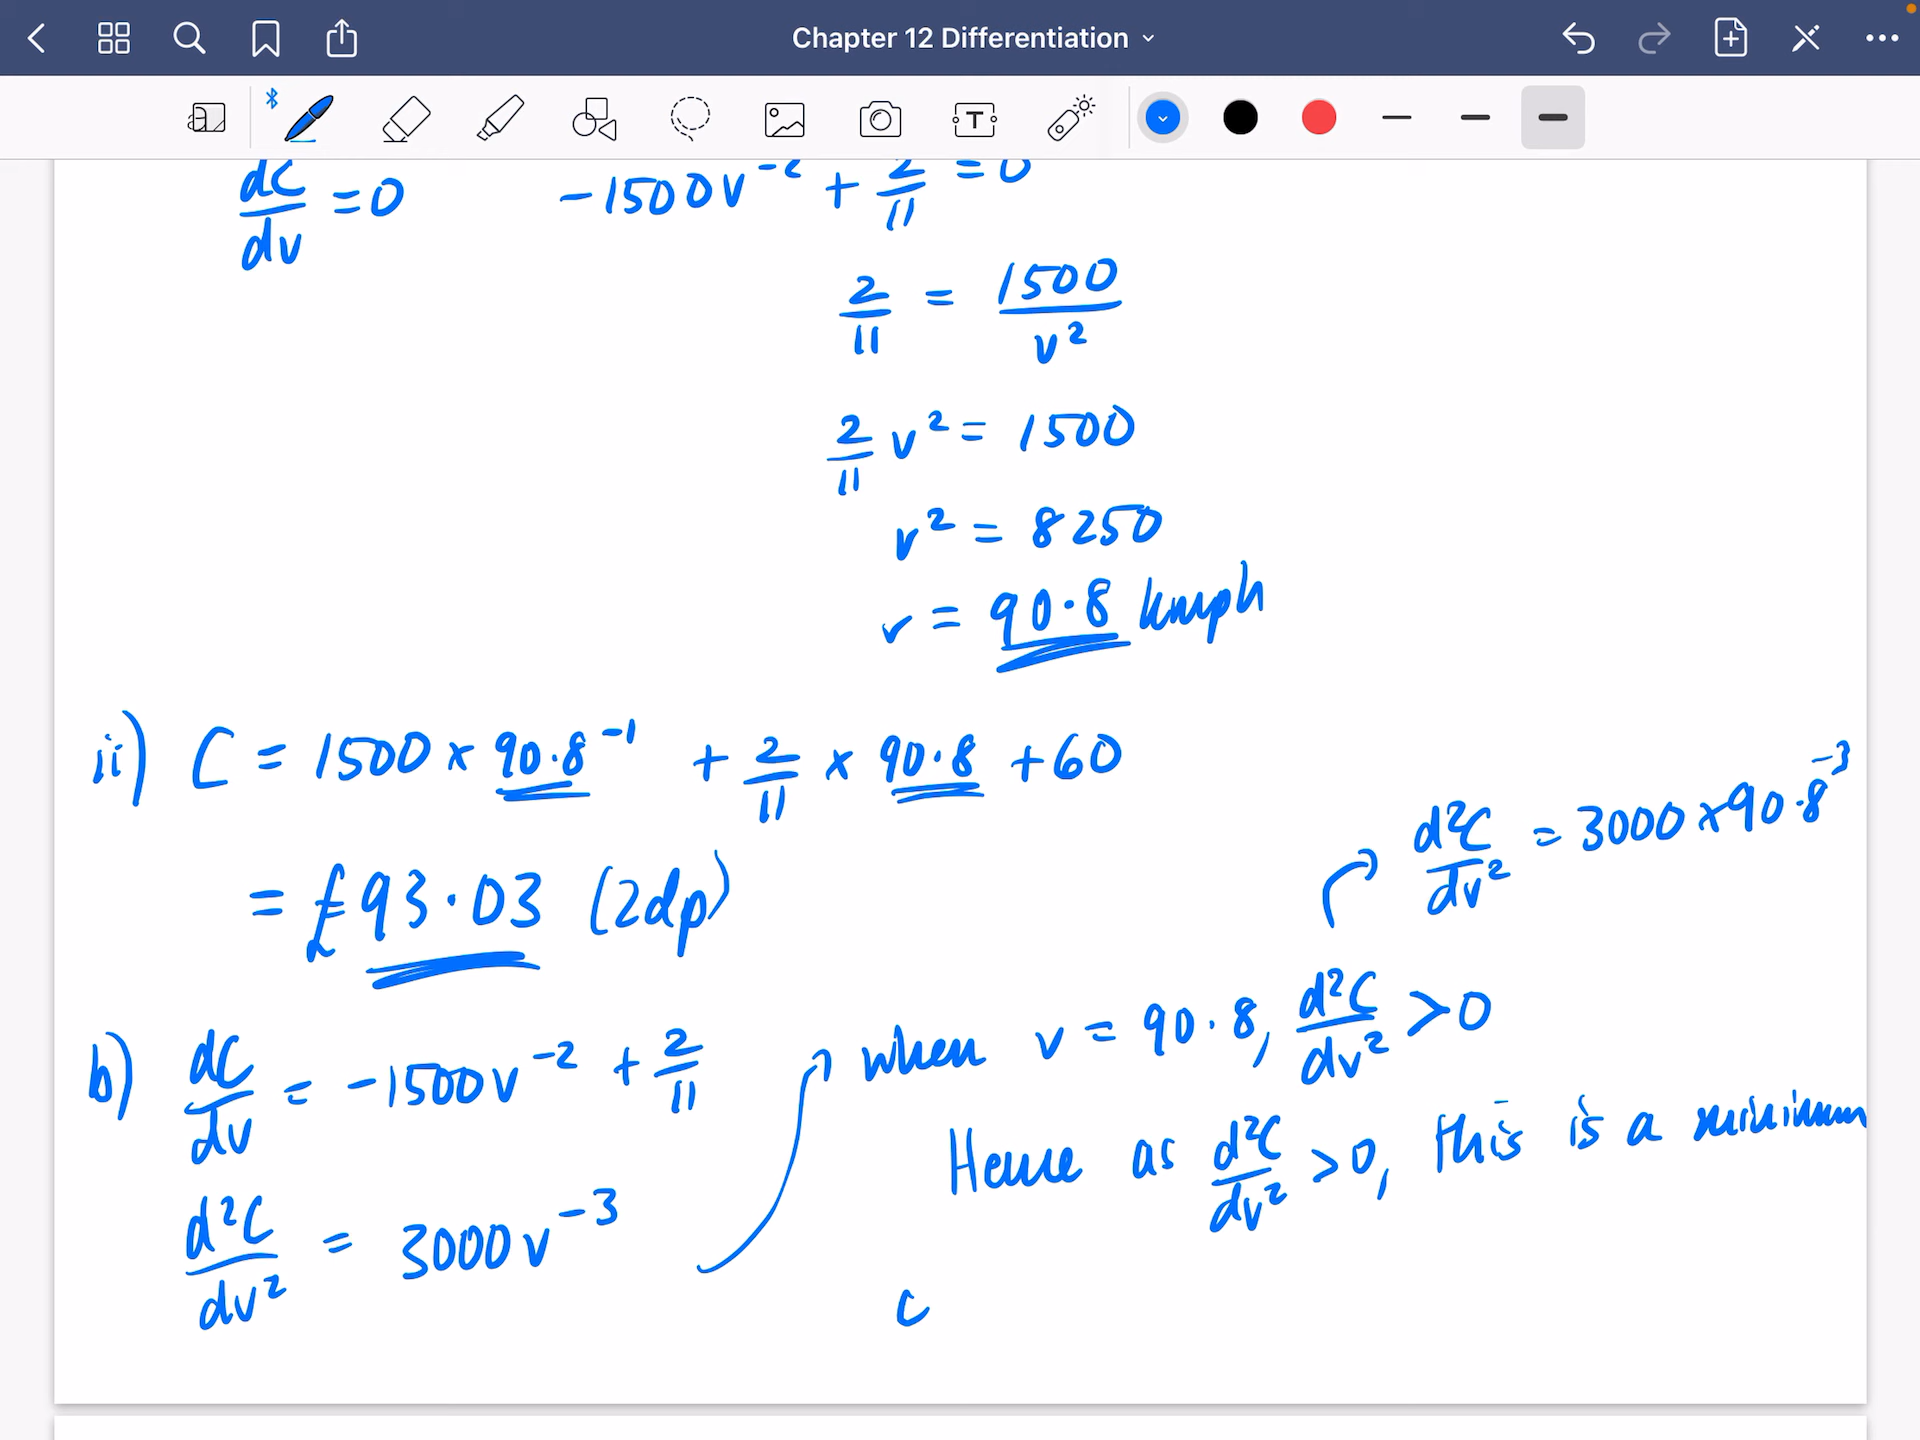 Chapter 12 Differentiation
dC/dv = 0   -1500v⁻² + 2/11 = 0
2/11 = 1500/v²
2/11 v² = 1500
v² = 8250
v = 90.8 kmph
ii) C = 1500 × 90.8⁻¹ + 2/11 × 90.8 + 60
= £93.03 (2dp)
d²C/dv² = 3000 × 90.8⁻³
b) dC/dv = -1500v⁻² + 2/11
when v = 90.8, d²C/dv² > 0
Hence as d²C/dv² > 0, this is a minimum
d²C/dv² = 3000v⁻³
C